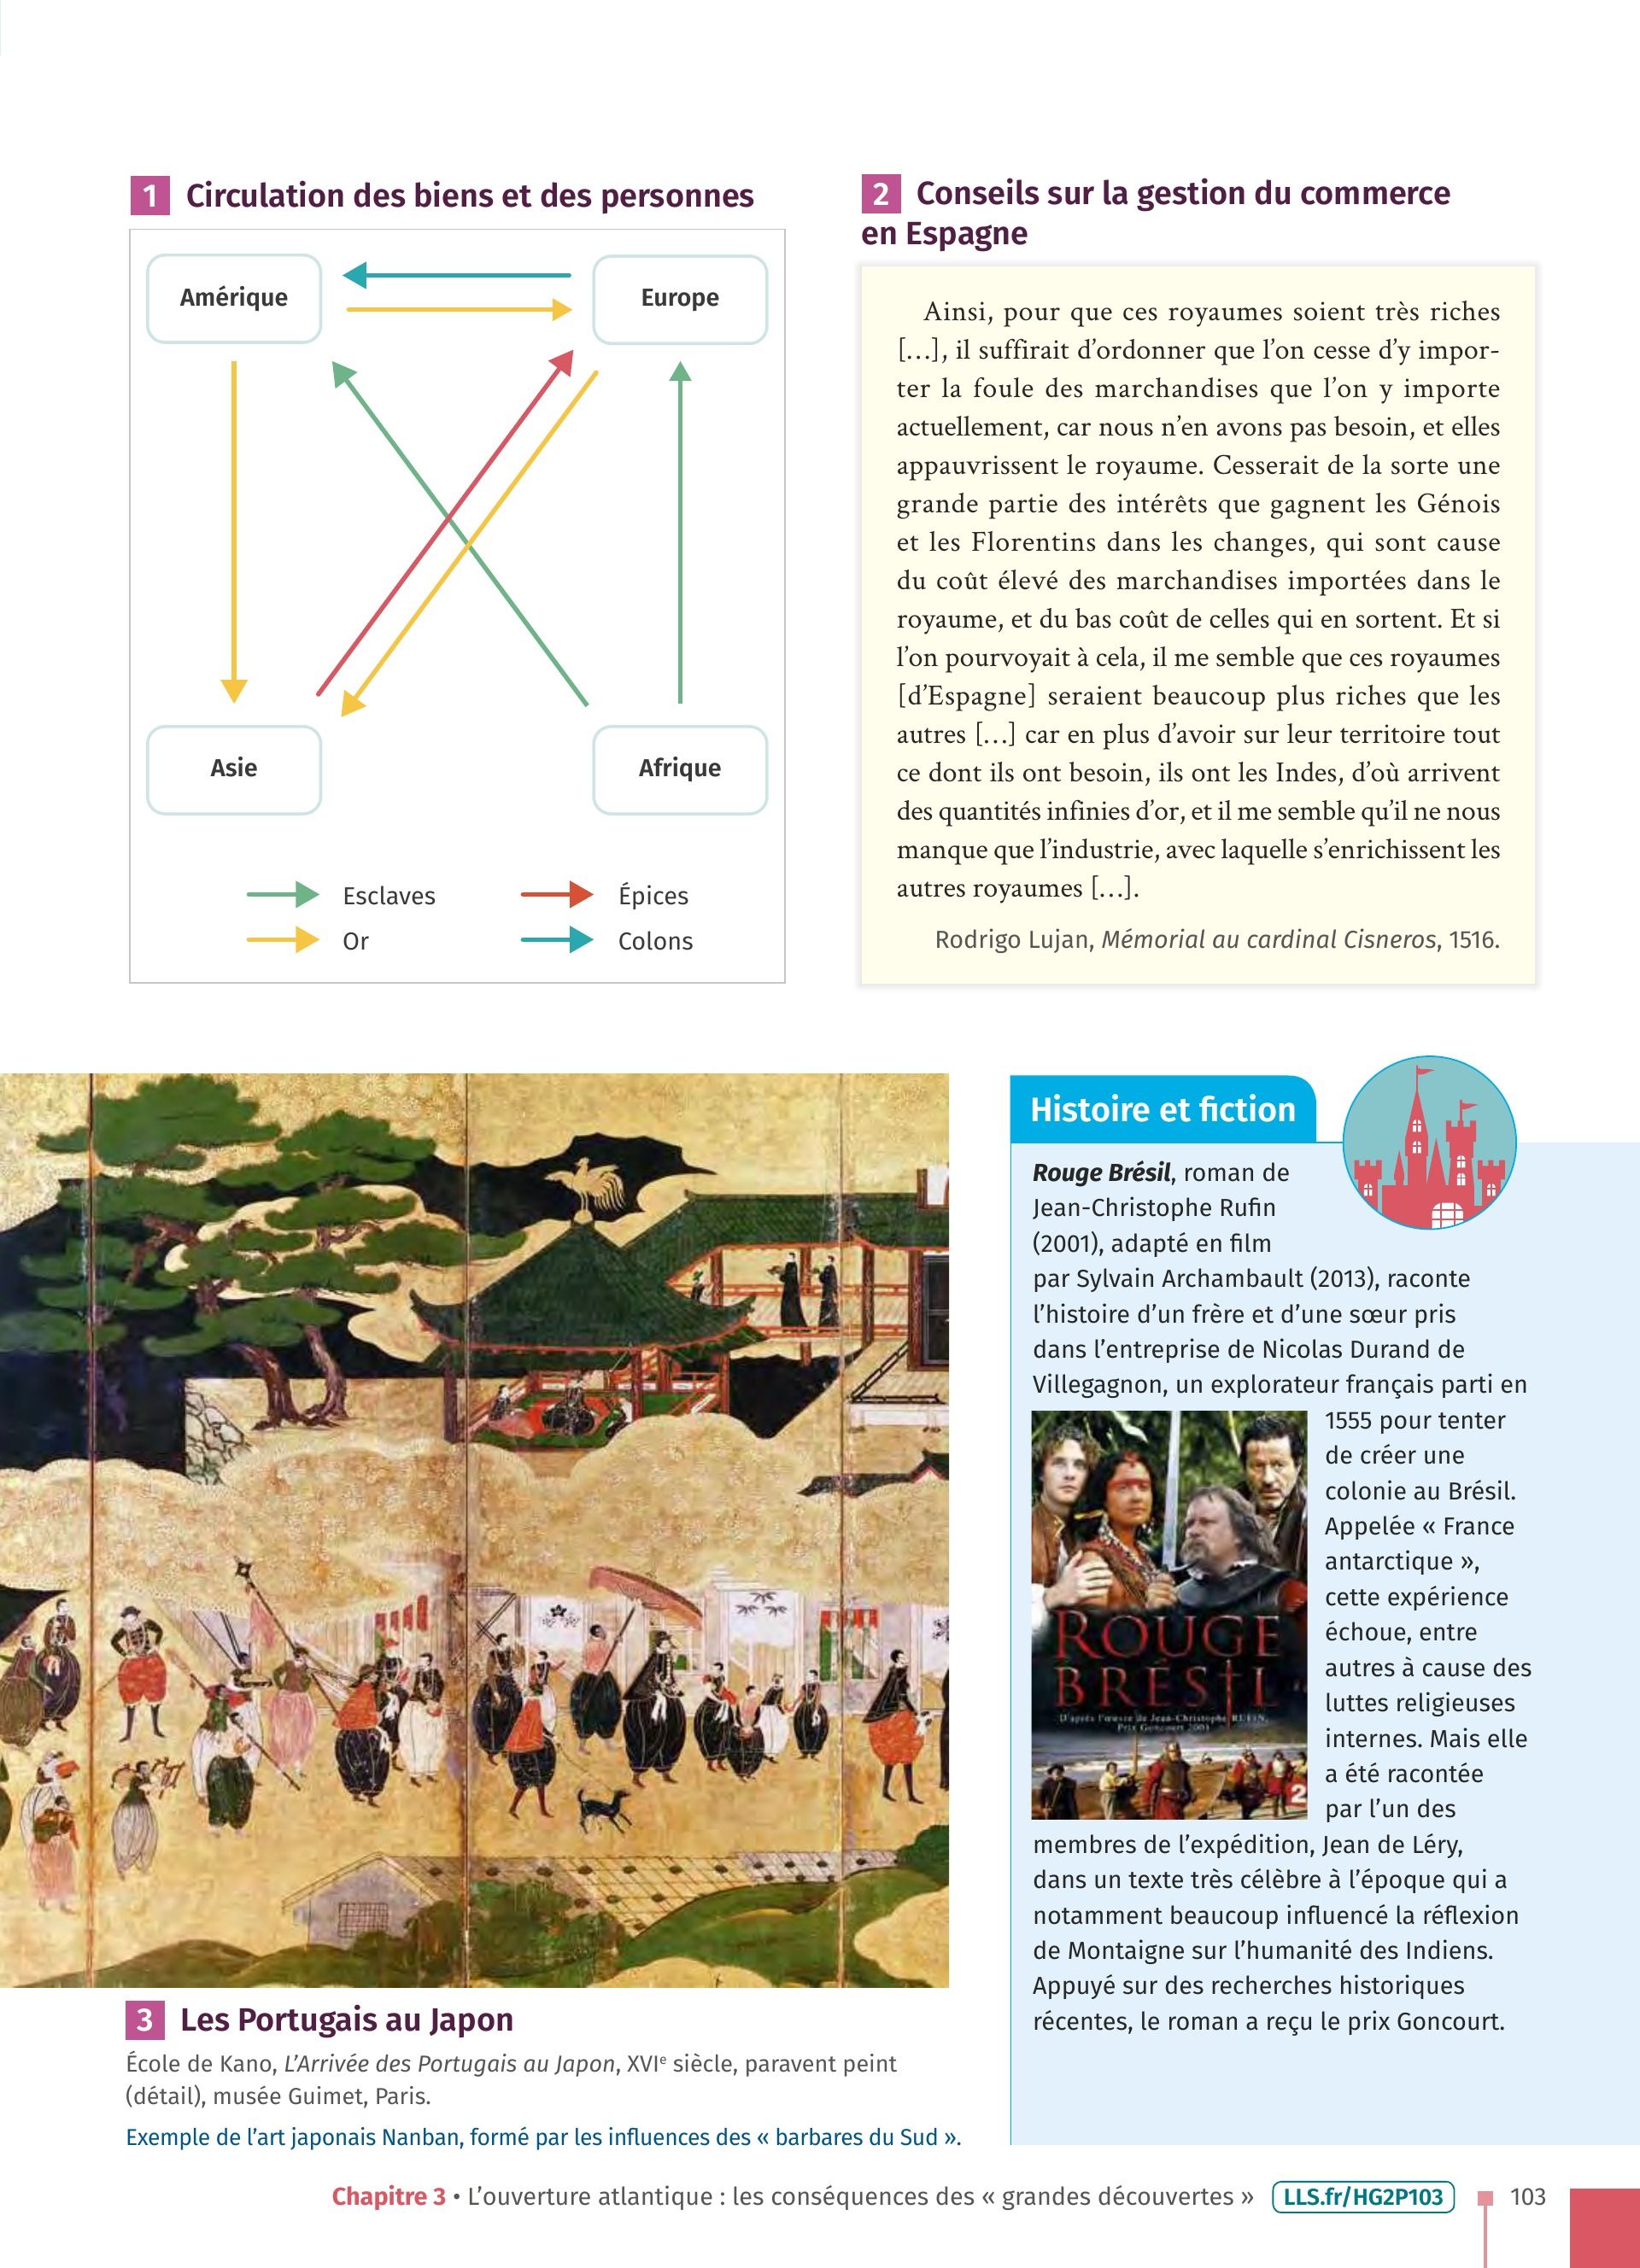 1 Circulation des biens et des personnes
Amérique
Europe
Asie
Afrique
Esclaves
Épices
Or
Colons
2 Conseils sur la gestion du commerce
en Espagne
Ainsi, pour que ces royaumes soient très riches
[…], il suffirait d’ordonner que l’on cesse d’y impor-
ter la foule des marchandises que l’on y importe
actuellement, car nous n’en avons pas besoin, et elles
appauvrissent le royaume. Cesserait de la sorte une
grande partie des intérêts que gagnent les Génois
et les Florentins dans les changes, qui sont cause
du coût élevé des marchandises importées dans le
royaume, et du bas coût de celles qui en sortent. Et si
l’on pourvoyait à cela, il me semble que ces royaumes
[d’Espagne] seraient beaucoup plus riches que les
autres […] car en plus d’avoir sur leur territoire tout
ce dont ils ont besoin, ils ont les Indes, d’où arrivent
des quantités infinies d’or, et il me semble qu’il ne nous
manque que l’industrie, avec laquelle s’enrichissent les
autres royaumes […].
Rodrigo Lujan, Mémorial au cardinal Cisneros, 1516.
3 Les Portugais au Japon
École de Kano, L’Arrivée des Portugais au Japon, XVIe siècle, paravent peint
(détail), musée Guimet, Paris.
Exemple de l’art japonais Nanban, formé par les influences des « barbares du Sud ».
Histoire et fiction
Rouge Brésil, roman de
Jean-Christophe Rufin
(2001), adapté en film
par Sylvain Archambault (2013), raconte
l’histoire d’un frère et d’une sœur pris
dans l’entreprise de Nicolas Durand de
Villegagnon, un explorateur français parti en
1555 pour tenter
de créer une
colonie au Brésil.
Appelée « France
antarctique »,
cette expérience
échoue, entre
autres à cause des
luttes religieuses
internes. Mais elle
a été racontée
par l’un des
membres de l’expédition, Jean de Léry,
dans un texte très célèbre à l’époque qui a
notamment beaucoup influencé la réflexion
de Montaigne sur l’humanité des Indiens.
Appuyé sur des recherches historiques
récentes, le roman a reçu le prix Goncourt.
ROUGE
BRÉSIL
D'après l'œuvre de Jean-Christophe RUFIN,
Prix Goncourt 2001
2
Chapitre 3 • L’ouverture atlantique : les conséquences des « grandes découvertes » LLS.fr/HG2P103 103